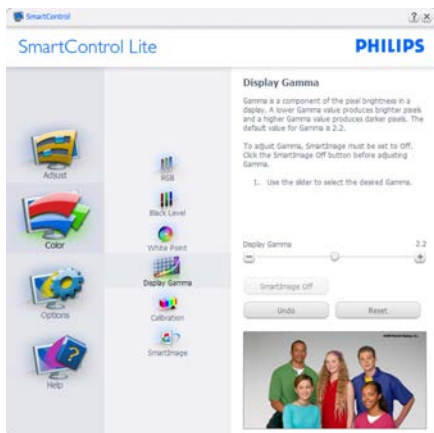 SmartControl
SmartControl Lite
PHILIPS
Adjust
Color
Options
Help
RGB
Black Level
White Point
Display Gamma
Calibration
SmartImage
Display Gamma
Gamma is a component of the pixel brightness in a
display. A lower Gamma value produces brighter pixels
and a higher Gamma value produces darker pixels. The
default value for Gamma is 2.2.
To adjust Gamma, SmartImage must be set to Off.
Click the SmartImage Off button before adjusting
Gamma.
1. Use the slider to select the desired Gamma.
Display Gamma 2.2
SmartImage Off
Undo Reset